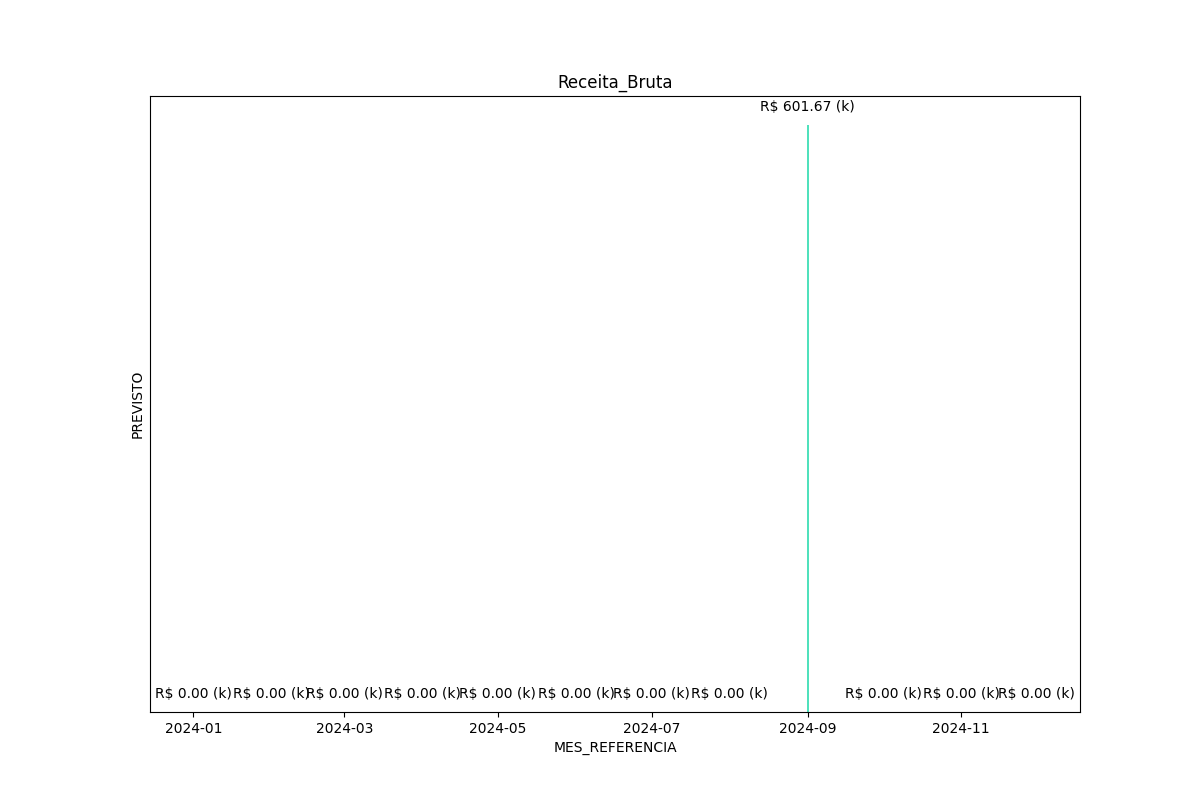 Receita_Bruta
R$ 601.67 (k)
PREVISTO
R$ 0.00 (k) R$ 0.00 (k) R$ 0.00 (k) R$ 0.00 (k) R$ 0.00 (k) R$ 0.00 (k) R$ 0.00 (k) R$ 0.00 (k) R$ 0.00 (k) R$ 0.00 (k) R$ 0.00 (k)
2024-01 2024-03 2024-05 2024-07 2024-09 2024-11
MES_REFERENCIA